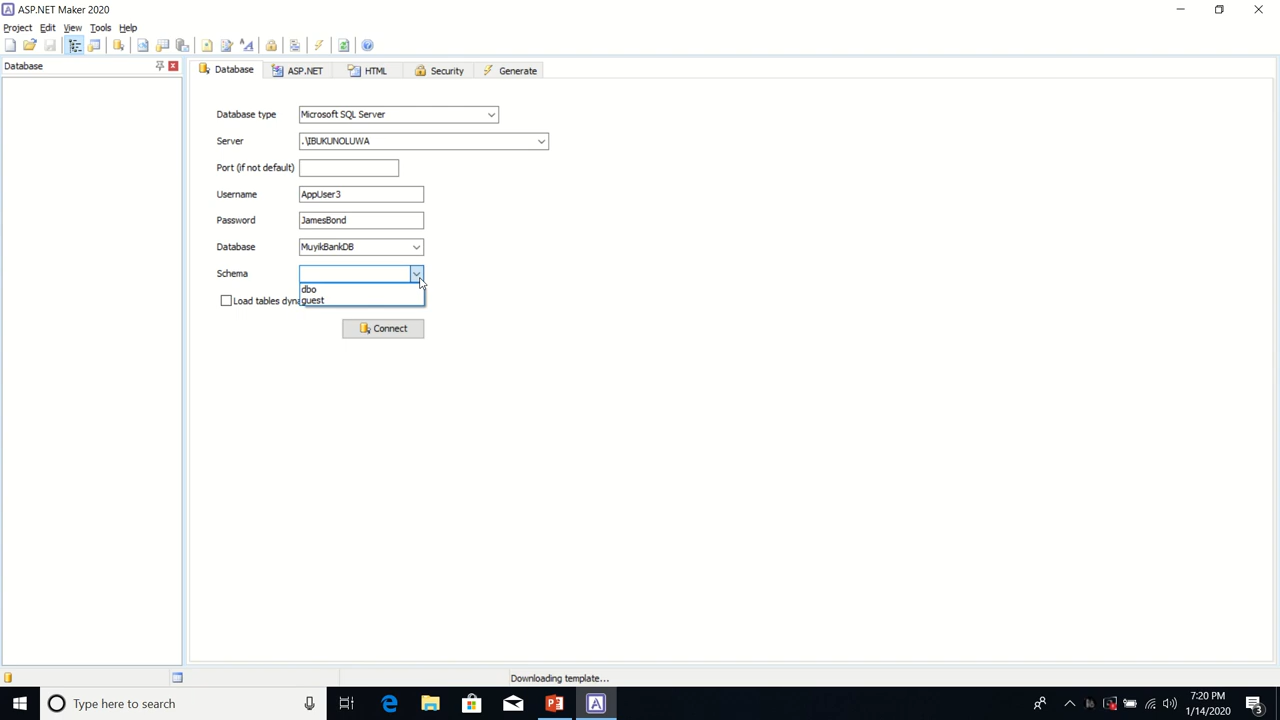 ASP.NET Maker 2020
Project Edit View Tools Help
Database
Database ASP.NET HTML Security Generate
Database type Microsoft SQL Server
Server .\IBUKUNOLUWA
Port (if not default)
Username AppUser3
Password JamesBond
Database MuyikBankDB
Schema
dbo
Load tables dyna guest
Connect
Downloading template...
Type here to search
7:20 PM
1/14/2020
3